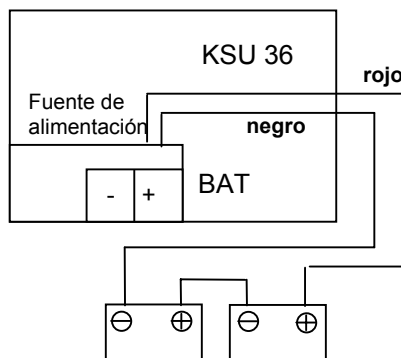 KSU 36
rojo
Fuente de
alimentación
negro
- +
BAT
⊖ ⊕ ⊖ ⊕